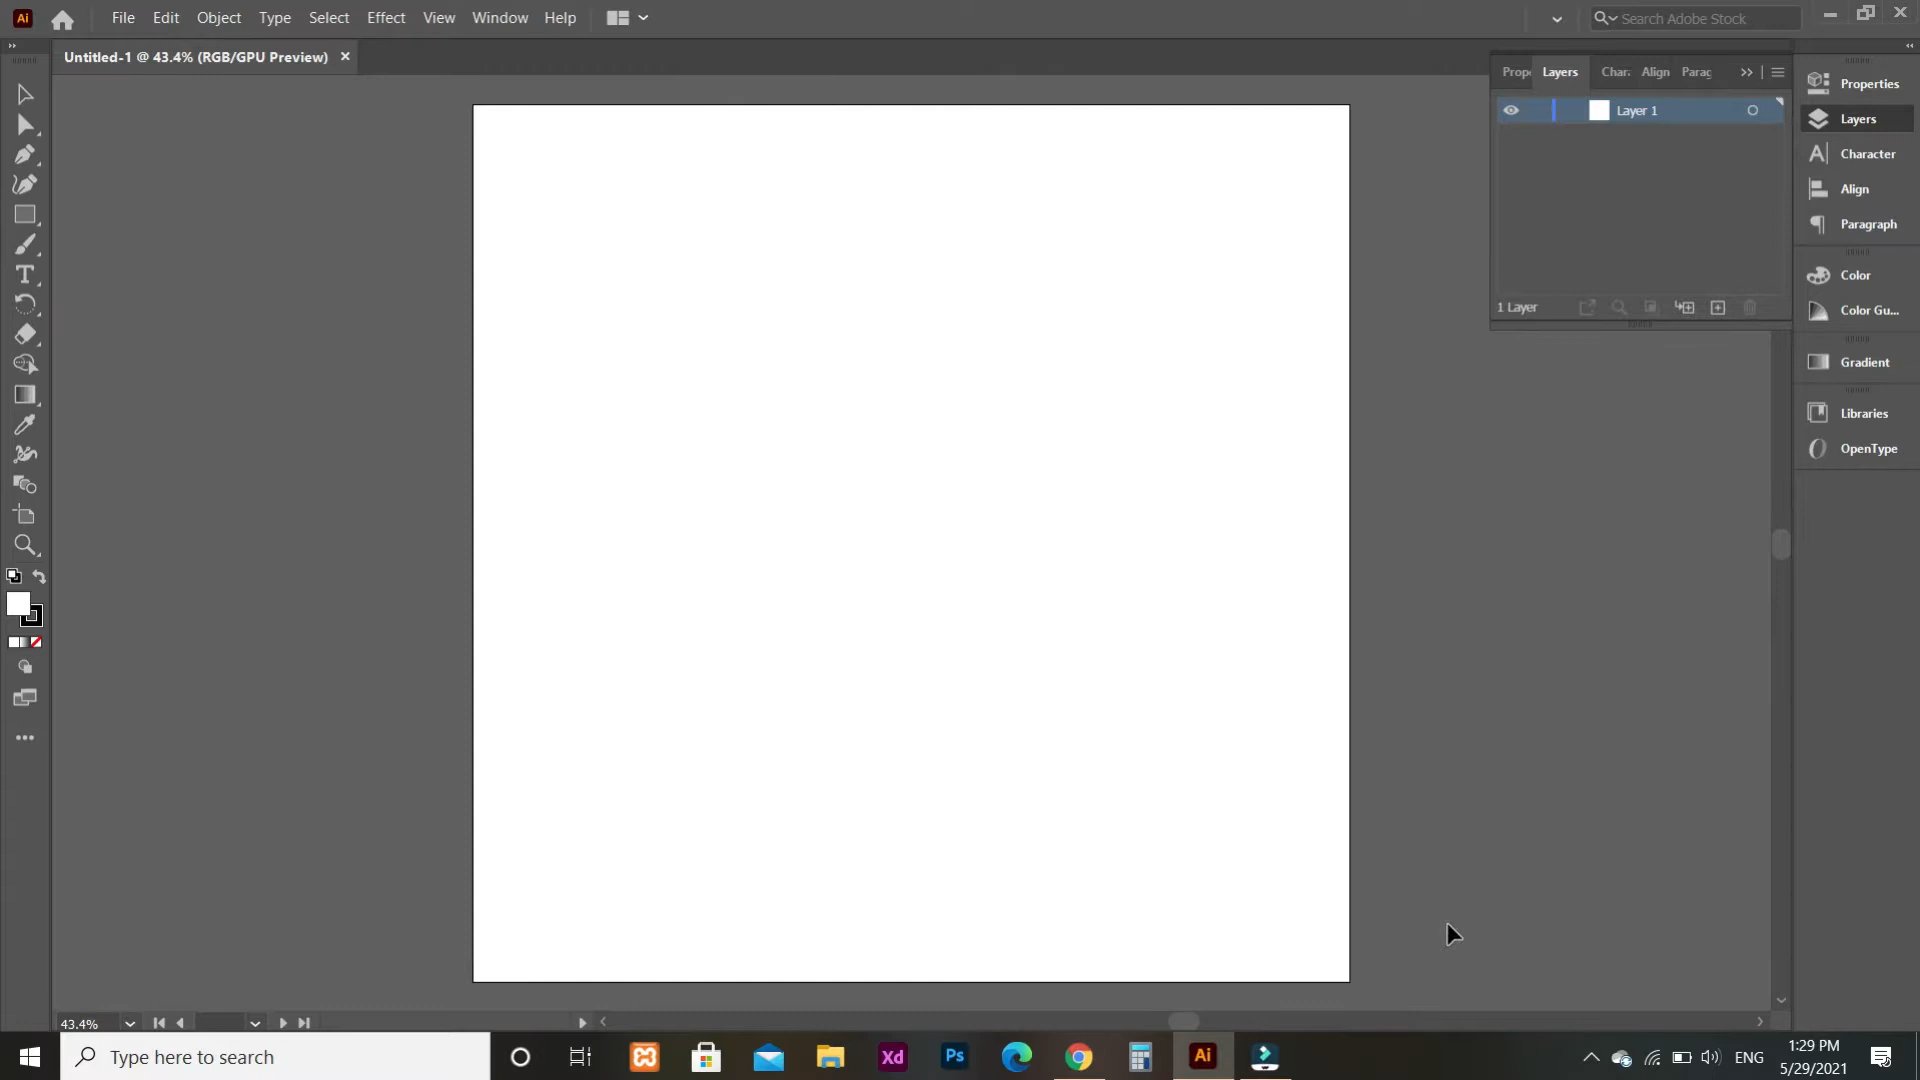 Ai File Edit Object Type Select Effect View Window Help Search Adobe Stock
Untitled-1 @ 43.4% (RGB/GPU Preview) ×
Prope Layers Char Align Parag
Layer 1
1 Layer
Properties
Layers
Character
Align
Paragraph
Color
Color Gu...
Gradient
Libraries
OpenType
43.4%
Type here to search
Xd Ps Ai
ENG
1:29 PM
5/29/2021